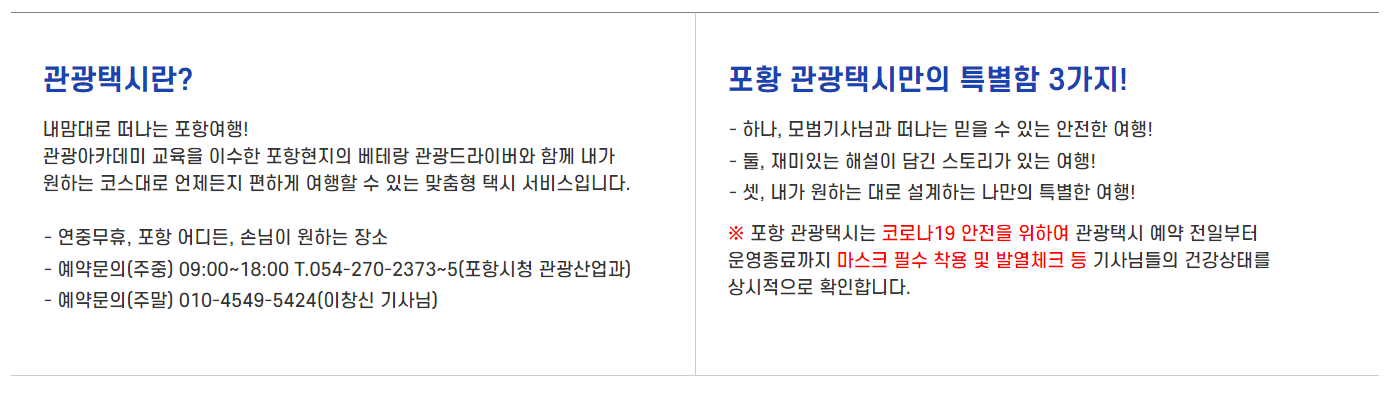 관광택시란?
내맘대로 떠나는 포항여행!
관광아카데미 교육을 이수한 포항현지의 베테랑 관광드라이버와 함께 내가
원하는 코스대로 언제든지 편하게 여행할 수 있는 맞춤형 택시 서비스입니다.
- 연중무휴, 포항 어디든, 손님이 원하는 장소
- 예약문의(주중) 09:00~18:00 T.054-270-2373~5(포항시청 관광산업과)
- 예약문의(주말) 010-4549-5424(이창신 기사님)
포황 관광택시만의 특별함 3가지!
- 하나, 모범기사님과 떠나는 믿을 수 있는 안전한 여행!
- 둘, 재미있는 해설이 담긴 스토리가 있는 여행!
- 셋, 내가 원하는 대로 설계하는 나만의 특별한 여행!
※ 포항 관광택시는 코로나19 안전을 위하여 관광택시 예약 전일부터
운영종료까지 마스크 필수 착용 및 발열체크 등 기사님들의 건강상태를
상시적으로 확인합니다.